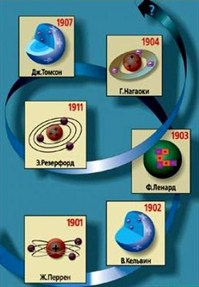 1907
Дж.Томсон
1904
Г.Нагаоки
1911
Э.Резерфорд
1903
Ф.Ленард
1902
В.Кельвин
1901
Ж.Перрен
?